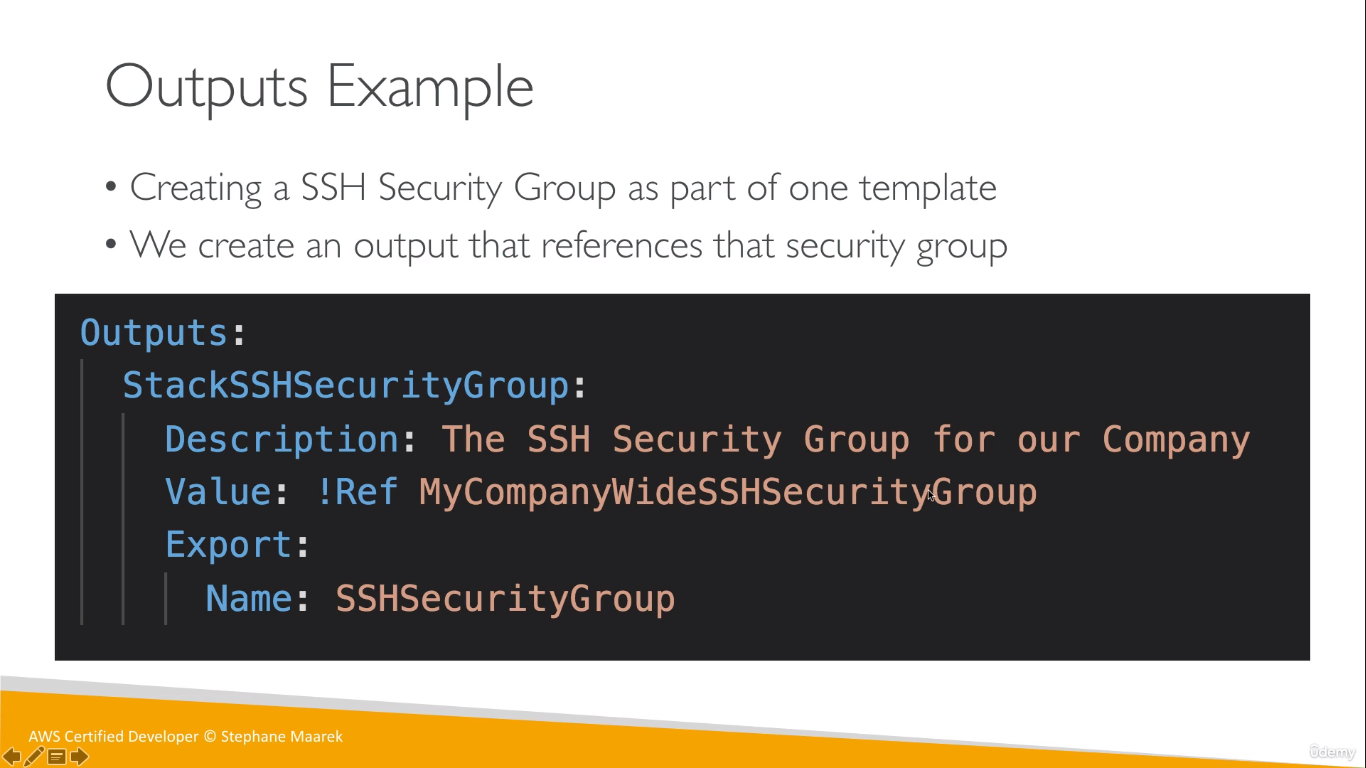 Outputs Example
• Creating a SSH Security Group as part of one template
• We create an output that references that security group
Outputs:
StackSSHSecurityGroup:
Description: The SSH Security Group for our Company
Value: !Ref MyCompanyWideSSHSecurityGroup
Export:
Name: SSHSecurityGroup
AWS Certified Developer © Stephane Maarek
ûdemy